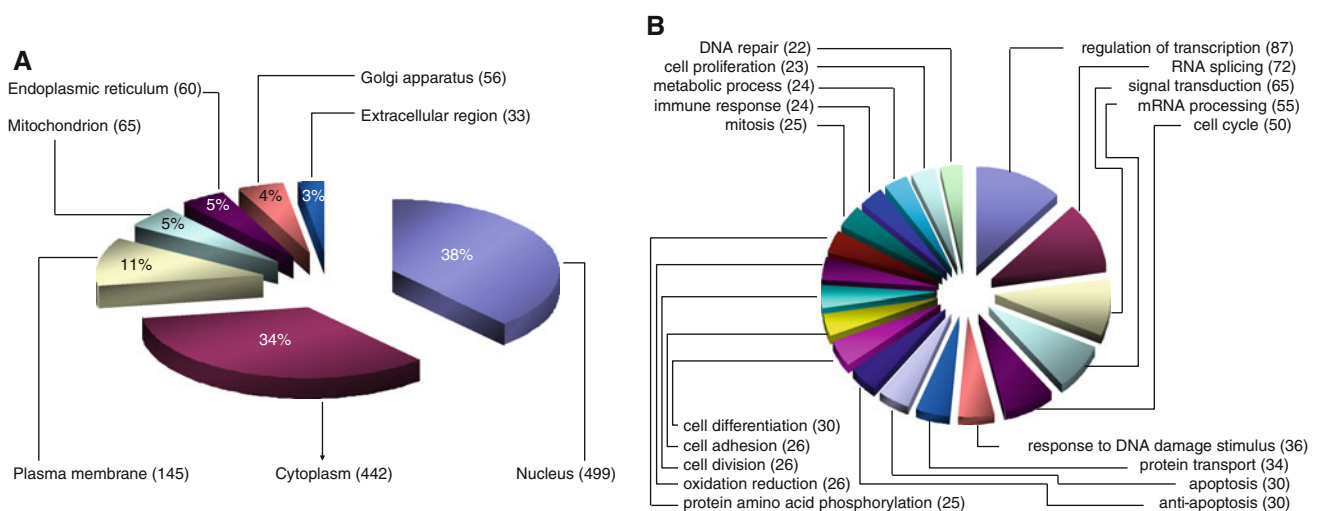 A
Endoplasmic reticulum (60)
Mitochondrion (65)
Golgi apparatus (56)
Extracellular region (33)
3%
4%
5%
5%
11%
38%
34%
Plasma membrane (145)
Cytoplasm (442)
Nucleus (499)
B
DNA repair (22)
cell proliferation (23)
metabolic process (24)
immune response (24)
mitosis (25)
regulation of transcription (87)
RNA splicing (72)
signal transduction (65)
mRNA processing (55)
cell cycle (50)
cell differentiation (30)
cell adhesion (26)
cell division (26)
oxidation reduction (26)
protein amino acid phosphorylation (25)
response to DNA damage stimulus (36)
protein transport (34)
apoptosis (30)
anti-apoptosis (30)